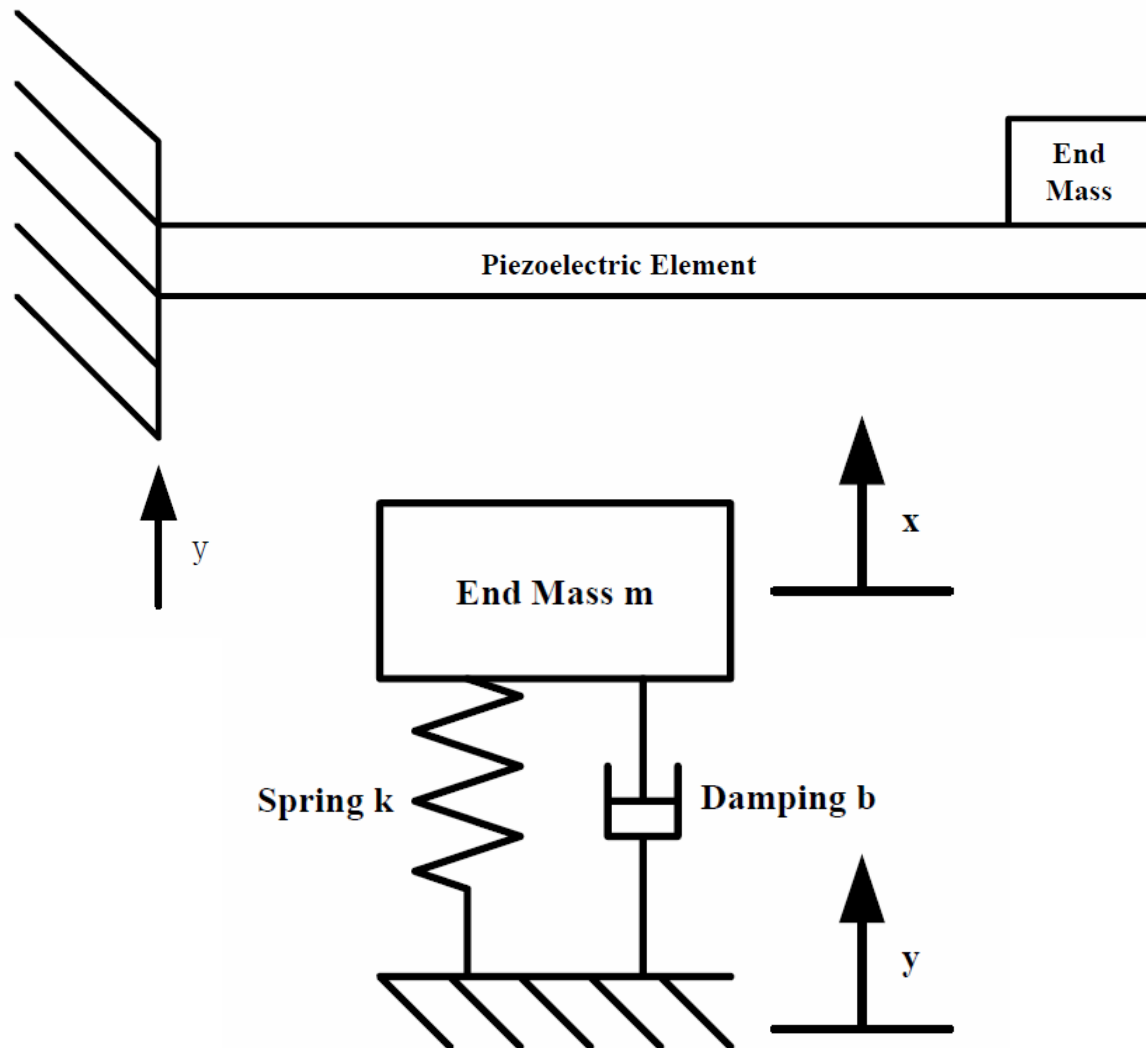 End
Mass
Piezoelectric Element
y
x
End Mass m
Spring k
Damping b
y